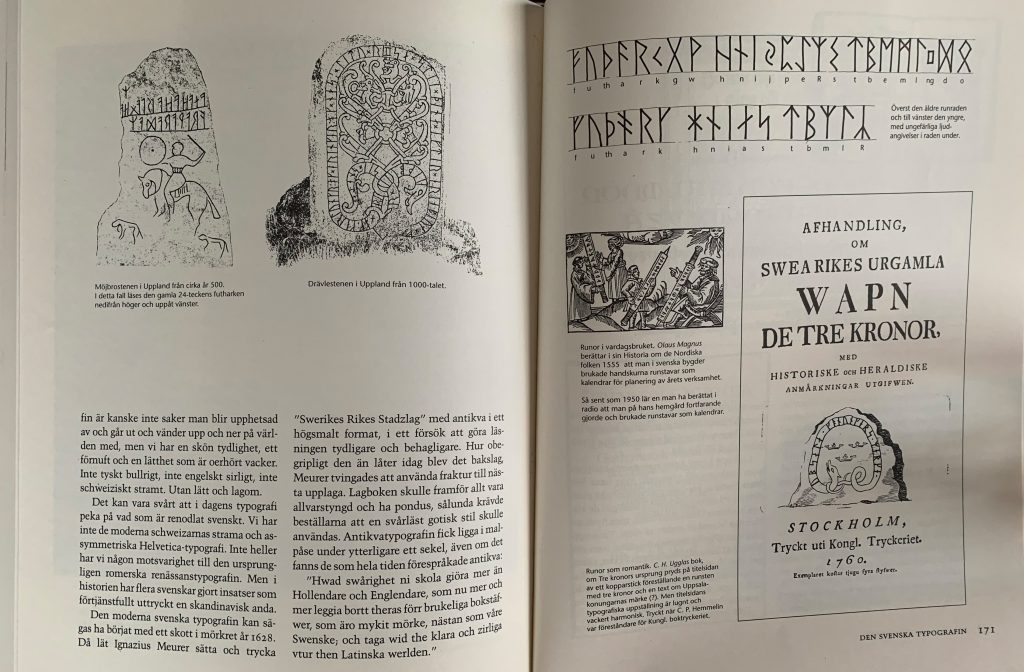 Möjbrostenen i Uppland från cirka år 500.
I detta fall läses den gamla 24-teckens futharken
nedifrån höger och uppåt vänster.
Drävlestenen i Uppland från 1000-talet.
fin är kanske inte saker man blir upphetsad
av och går ut och vänder upp och ner på värl-
den med, men vi har en skön tydlighet, ett
förnuft och en lätthet som är oerhört vacker.
Inte tyskt bullrigt, inte engelskt sirligt, inte
schweiziskt stramt. Utan lätt och lagom.
Det kan vara svårt att i dagens typografi
peka på vad som är renodlat svenskt. Vi har
inte de moderna schweizarnas strama och as-
symmetriska Helvetica-typografi. Inte heller
har vi någon motsvarighet till den ursprung-
ligen romerska renässanstypografin. Men i
historien har flera svenskar gjort insatser som
förtjänstfullt uttryckt en skandinavisk anda.
Den moderna svenska typografin kan sä-
gas ha börjat med ett skott i mörkret år 1628.
Då lät Ignazius Meurer sätta och trycka
”Swerikes Rikes Stadzlag” med antikva i ett
högsmalt format, i ett försök att göra läs-
ningen tydligare och behagligare. Hur obe-
gripligt den än låter idag blev det bakslag,
Meurer tvingades att använda fraktur till näs-
ta upplaga. Lagboken skulle framför allt vara
allvarstyngd och ha pondus, sålunda krävde
beställarna att en svårläst gotisk stil skulle
användas. Antikvatypografin fick ligga i mal-
påse under ytterligare ett sekel, även om det
fanns de som hela tiden förespråkade antikva:
”Hwad swårighet ni skola giöra mer än
Hollendare och Englendare, som nu mer och
mer leggia bortt theras förr brukeliga bokstäf-
wer, som äro mykit mörke, nästan som våre
Swenske; och taga wid the klara och zirliga
vtur then Latinska werlden.”
ᚠᚢᚦᚨᚱᚲᚷᚹ ᚺᚾᛁᛃᛈᛇᛉᛊ ᛏᛒᛖᛗᛚᛜᛞᛟ
f u th a r k g w h n i j p e R s t b e m l ng d o
ᚠᚢᚦᚬᚱᚴ ᚼᚾᛁᛅᛋ ᛏᛒᛘᛚᛦ
f u th a r k h n i a s t b m l R
Överst den äldre runraden
och till vänster den yngre,
med ungefärliga ljud-
angivelser i raden under.
Runor i vardagsbruket. Olaus Magnus
berättar i sin Historia om de Nordiska
folken 1555 att man i svenska bygder
brukade handskurna runstavar som
kalendrar för planering av årets verksamhet.
Så sent som 1950 lär en man ha berättat i
radio att man på hans hemgård fortfarande
gjorde och brukade runstavar som kalendrar.
AFHANDLING,
OM
SWEA RIKES URGAMLA
WAPN
DE TRE KRONOR,
MED
HISTORISKE OCH HERALDISKE
ANMÄRKNINGAR UTGIFWEN.
STOCKHOLM,
Tryckt uti Kongl. Tryckeriet.
1760.
Exemplaret kostar tjugu fyra styfwer.
Runor som romantik. C. H. Ugglas bok,
om Tre kronors ursprung pryds på titelsidan
av ett kopparstick föreställande en runsten
med tre kronor och en text om Uppsala-
konungarnas märke (?). Men titelsidans
typografiska uppställning är lugnt och
vackert harmonisk. Tryckt när C. P. Hemmelin
var föreståndare för Kungl. boktryckeriet.
DEN SVENSKA TYPOGRAFIN 171